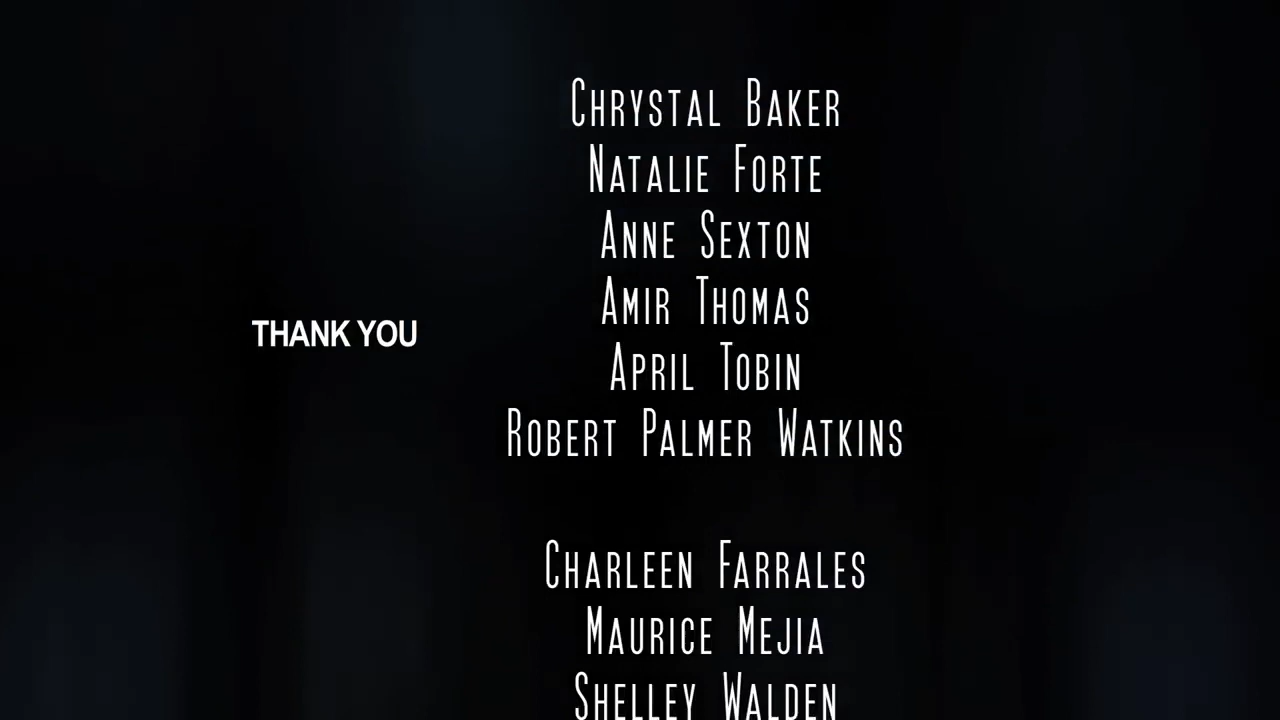 Chrystal Baker
Natalie Forte
Anne Sexton
Amir Thomas
THANK YOU
April Tobin
Robert Palmer Watkins
Charleen Farrales
Maurice Mejia
Shelley Walden